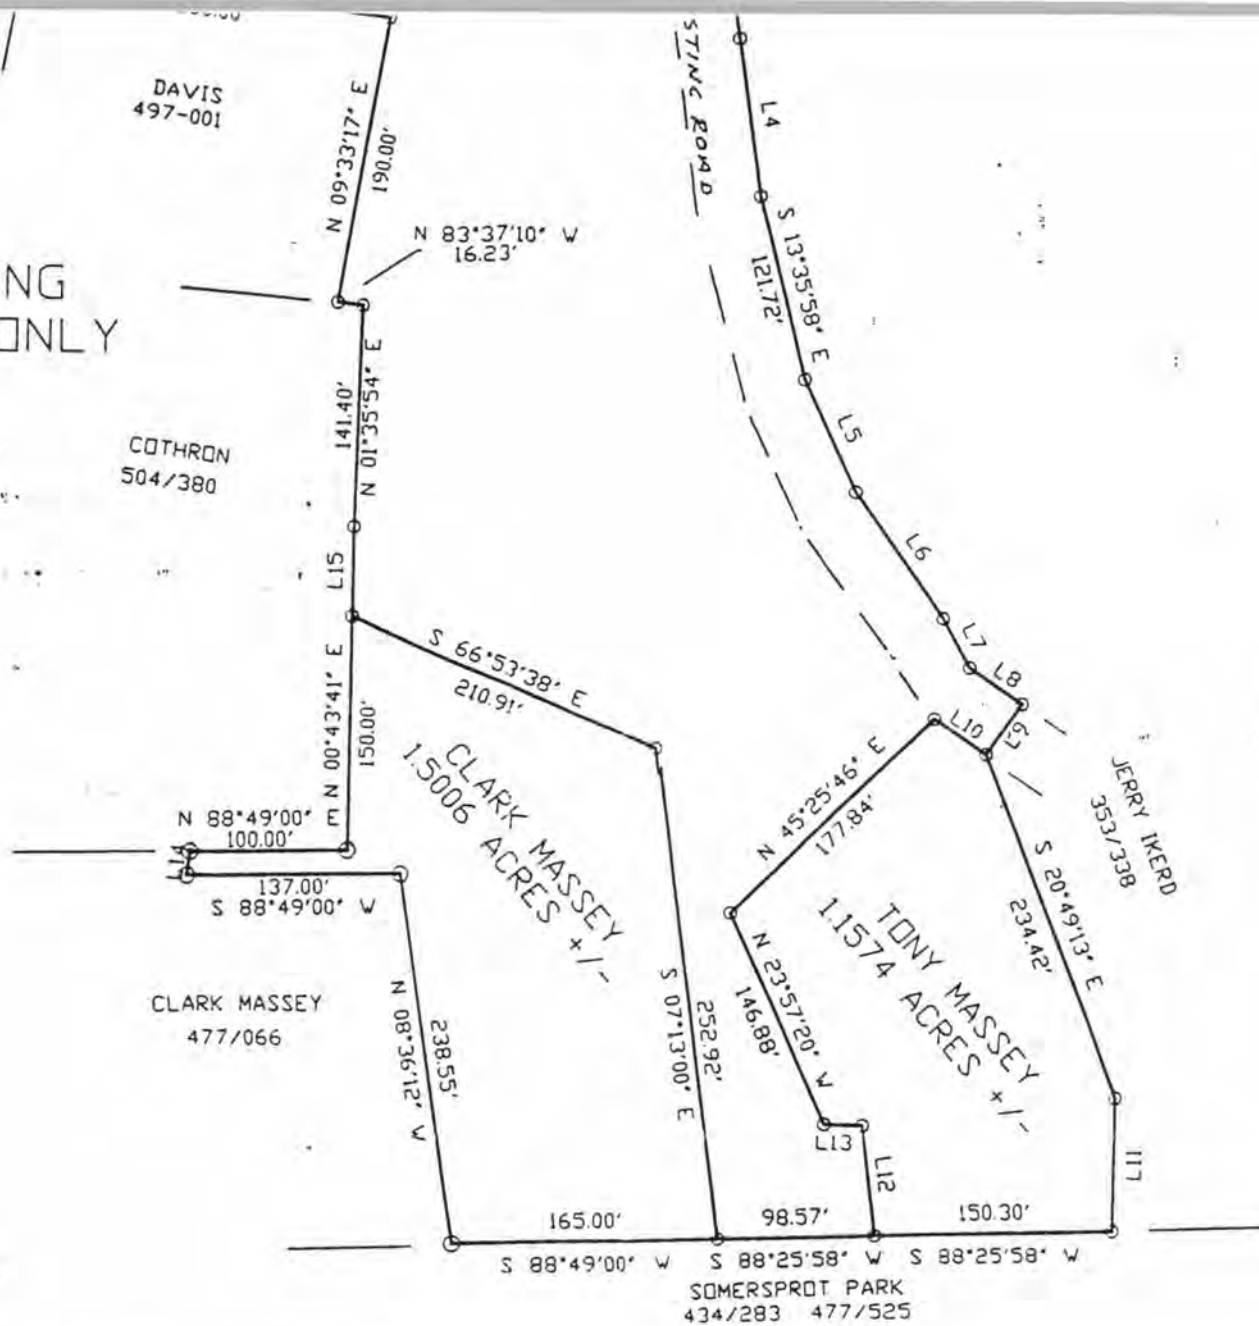 DAVIS
497-001
N 09°33'17" E
190.00'
N 83°37'10" W
16.23'
STING ROAD
L4
S 13°35'58" E
121.72'
NG
ONLY
141.40'
N 01°35'54" E
COTHRON
504/380
L5
L6
L15
L7
L8
L9
L10
S 66°53'38" E
210.91'
N 00°43'41" E
150.00'
CLARK MASSEY
1.5006 ACRES +/-
N 45°25'46" E
177.84'
JERRY IKERD
353/338
N 88°49'00" E
100.00'
L14
137.00'
S 88°49'00" W
S 20°49'13" E
234.42'
TONY MASSEY
1.1574 ACRES +/-
N 23°57'20" W
146.88'
CLARK MASSEY
477/066
N 08°36'12" W
238.55'
252.92'
S 07°13'00" E
L13
L12
L11
165.00'
98.57'
150.30'
S 88°49'00" W
S 88°25'58" W
S 88°25'58" W
SOMERSPROT PARK
434/283 477/525